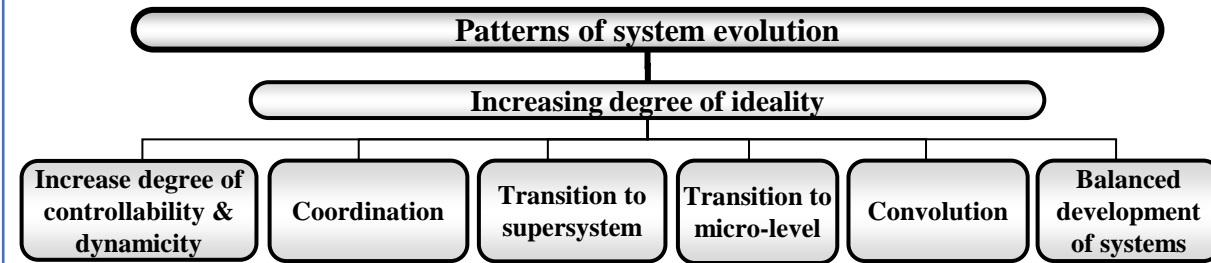 Patterns of system evolution
Increasing degree of ideality
Increase degree of
controllability &
dynamicity
Coordination
Transition to
supersystem
Transition to
micro-level
Convolution
Balanced
development
of systems